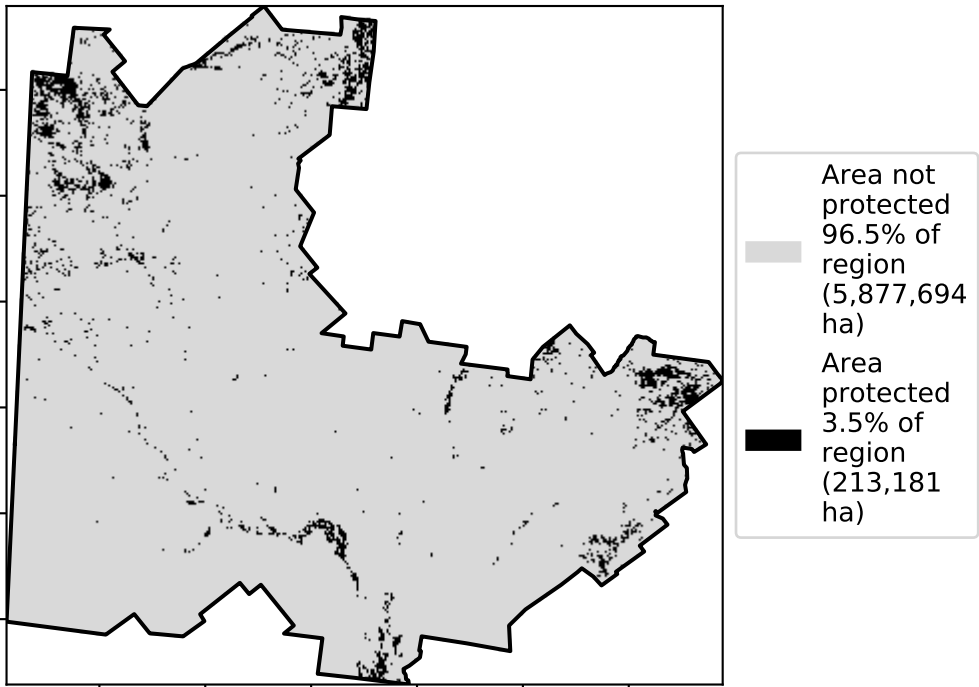 Area not
protected
96.5% of
region
(5,877,694
ha)
Area
protected
3.5% of
region
(213,181
ha)